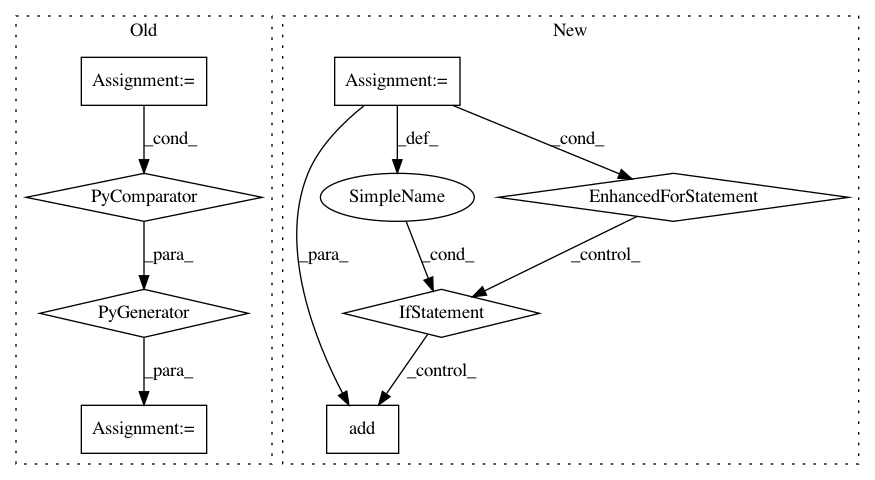 Old
New
Assignment:=
Assignment:=
_cond_
_def_
_cond_
PyComparator
SimpleName
EnhancedForStatement
_para_
_para_
_cond_
_control_
PyGenerator
IfStatement
_para_
_control_
Assignment:=
add